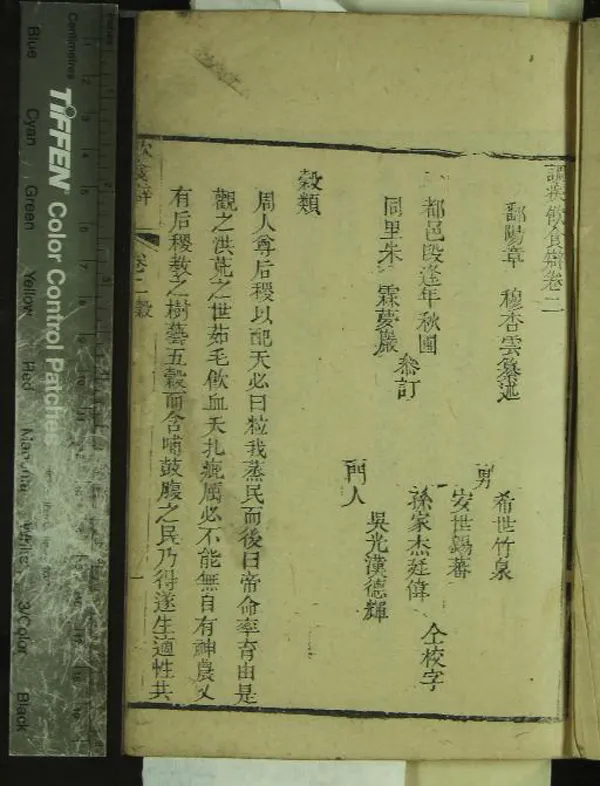 調疾飲食辯卷二
鄱陽章 穆杏雲纂述
男
希世竹泉
安世錫蕃
孫家杰廷偉
仝校字
都邑段逢年秋圃
同里朱 霖夢巖
叅訂
門人
吳光漢德輝
穀類
周人尊后稷以配天必曰粒我蒸民而後曰帝命率育由是
觀之洪荒之世茹毛飲血夭札疵厲必不能無自有神農乂
有后稷教之樹藝五穀而含哺鼓腹之民乃得遂生適性其
飲食辯
卷二穀
一
inches
Centimetres
TIFFEN Color Control Patches
Blue
Cyan
Green
Yellow
Red
Magenta
White
3/Color
Black